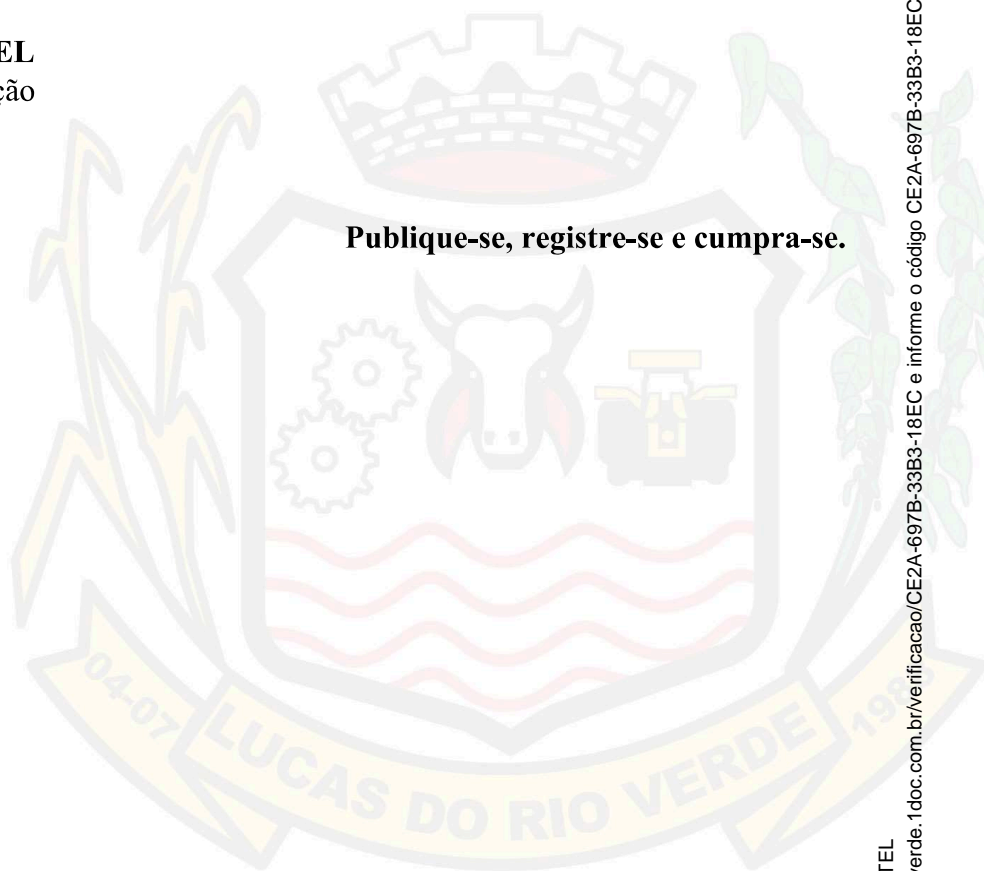 EL
ção
Publique-se, registre-se e cumpra-se.
04-07
LUCAS DO RIO VERDE
TEL
verde.1doc.com.br/verificacao/CE2A-697B-33B3-18EC e informe o código CE2A-697B-33B3-18EC